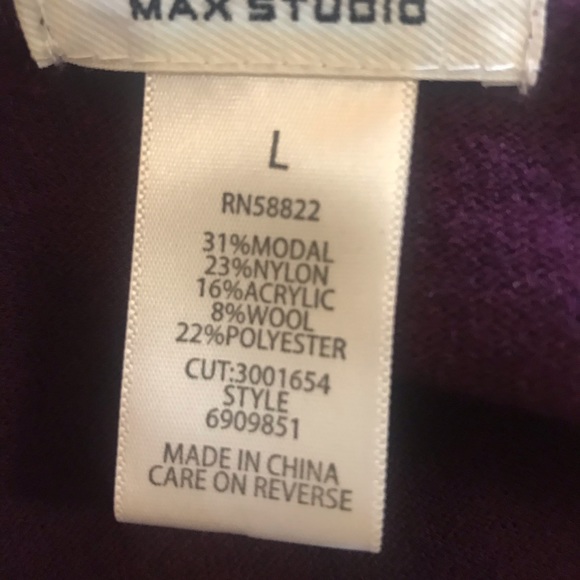 MAX STUDIO
L
RN58822
31%MODAL
23%NYLON
16%ACRYLIC
8%WOOL
22%POLYESTER
CUT:3001654
STYLE
6909851
MADE IN CHINA
CARE ON REVERSE